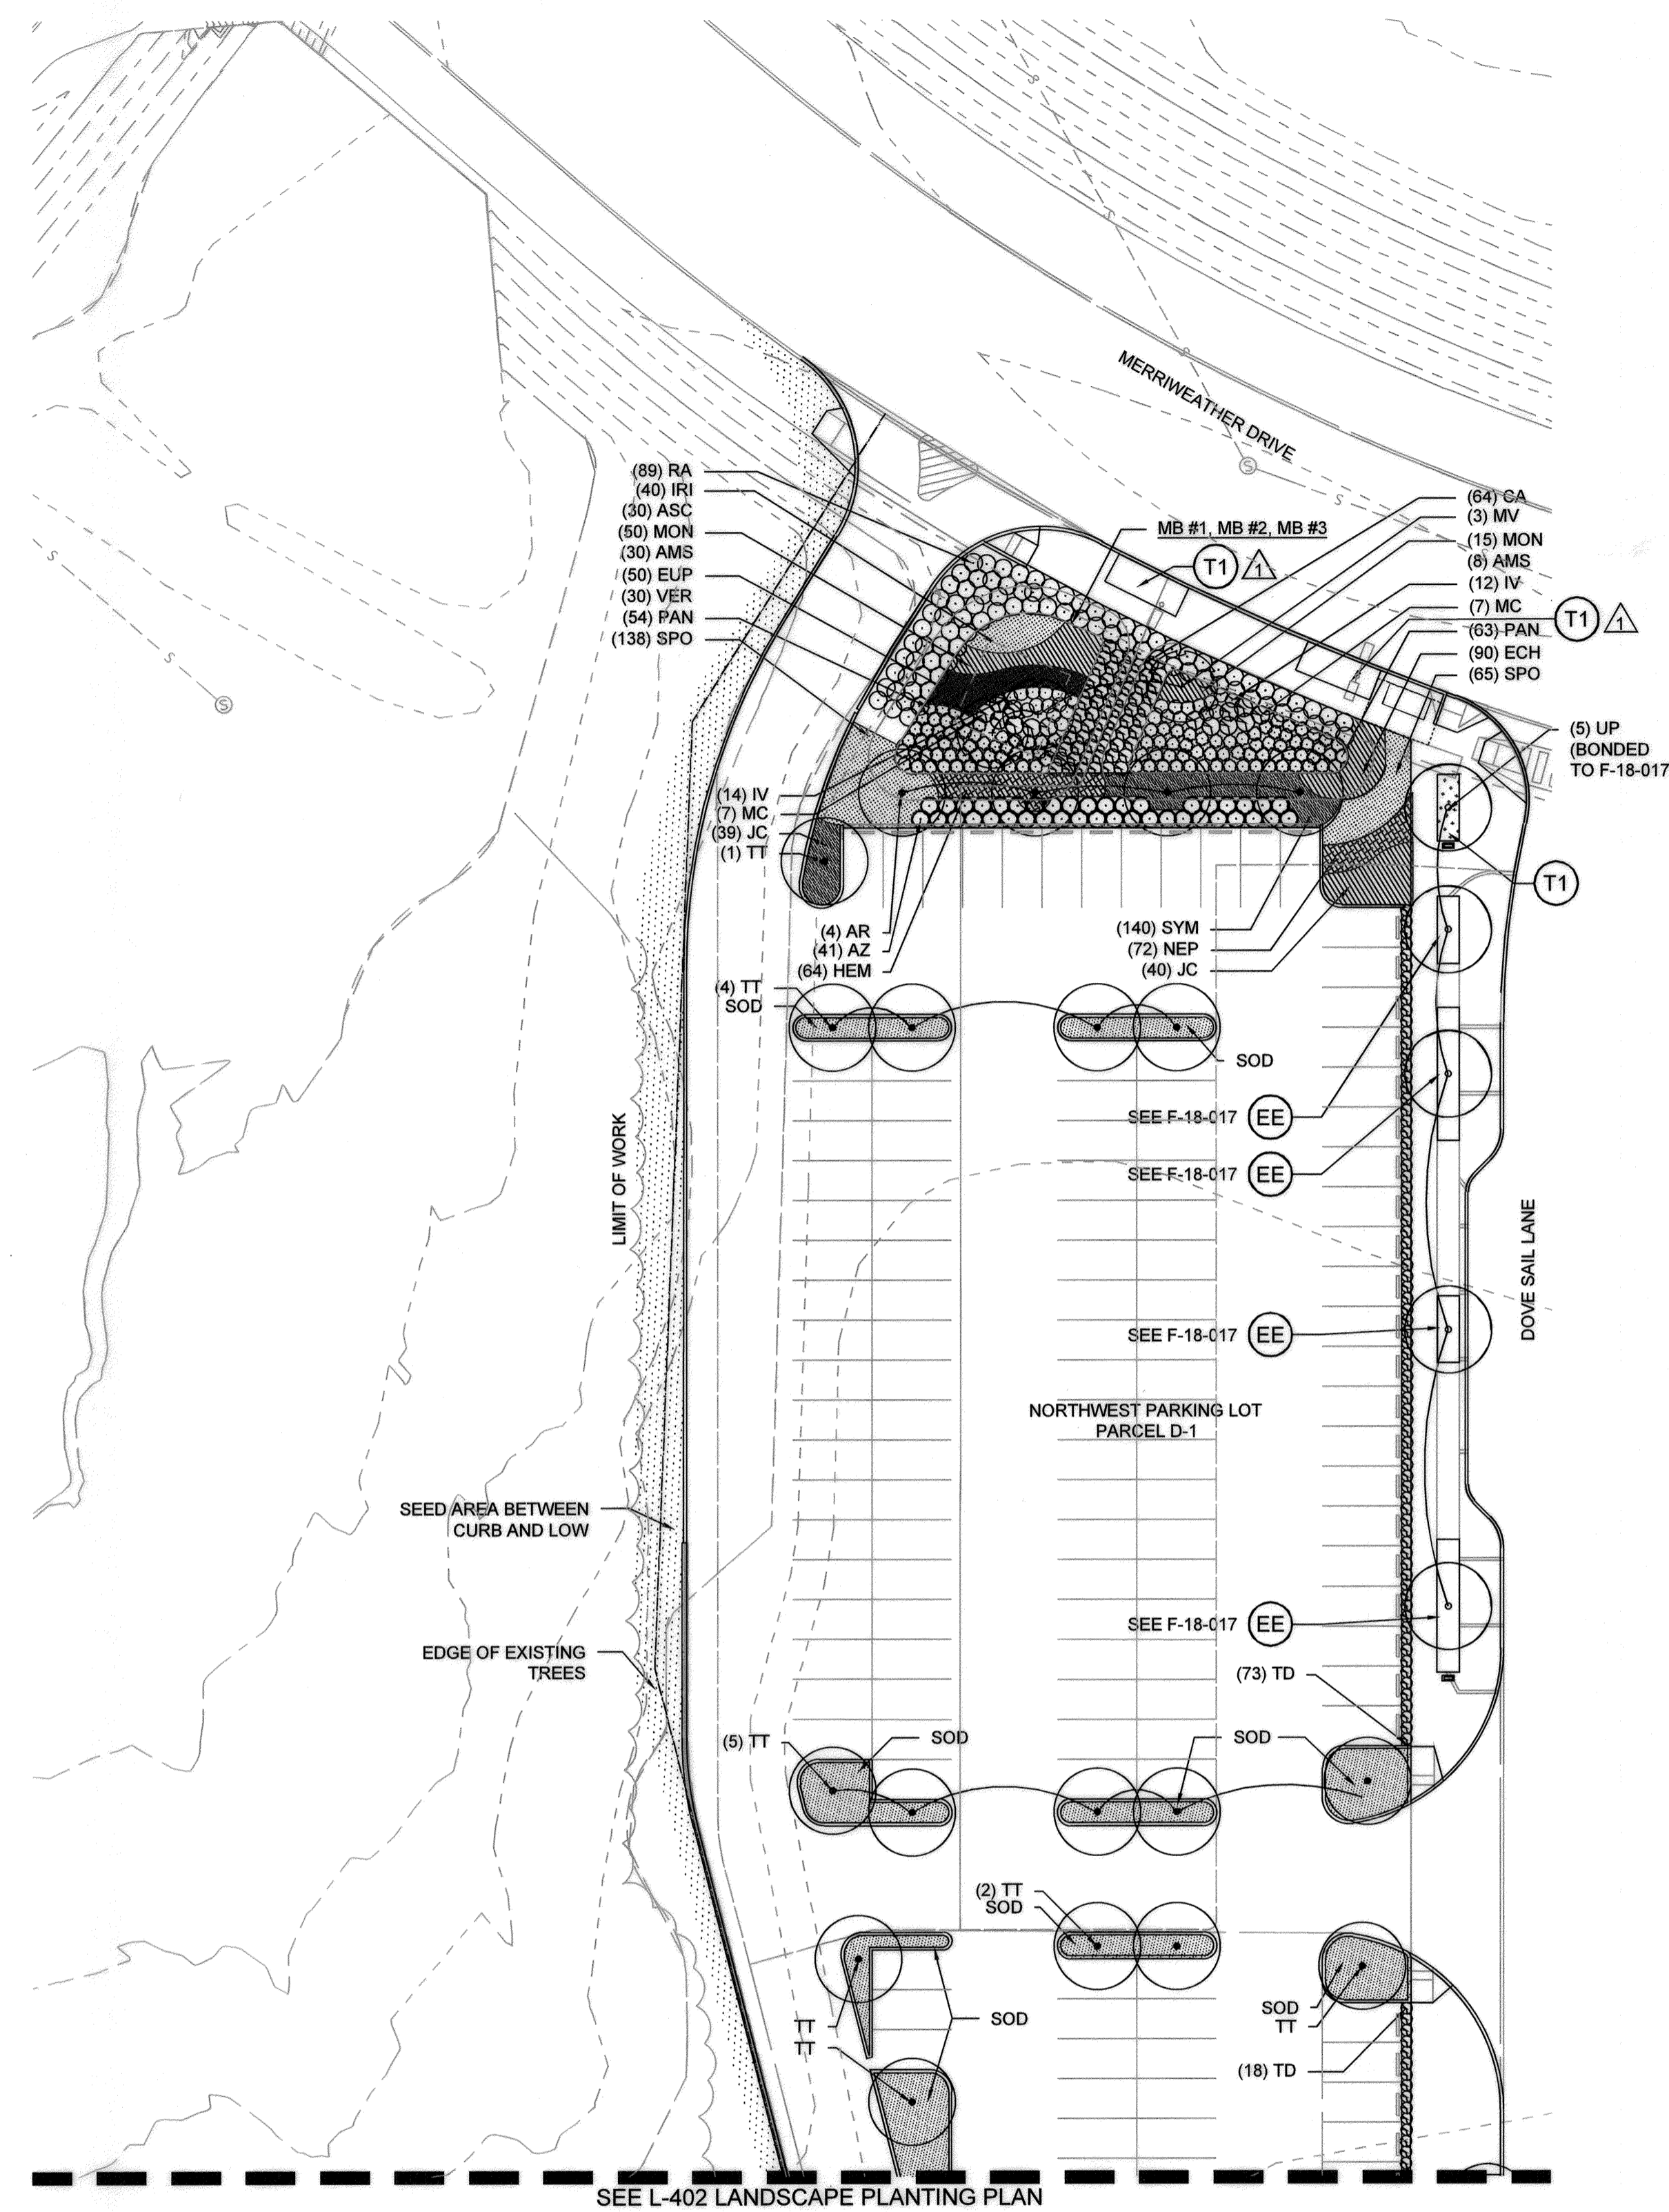 MERRIWEATHER DRIVE
(89) RA
(40) IRI
(30) ASC
(50) MON
(30) AMS
(50) EUP
(30) VER
(54) PAN
(138) SPO
MB #1, MB #2, MB #3
T1
1
(64) CA
(3) MV
(15) MON
(8) AMS
(12) IV
(7) MC
(63) PAN
(90) ECH
(65) SPO
T1
1
(5) UP
(BONDED
TO F-18-017
T1
(14) IV
(7) MC
(39) JC
(1) TT
(4) AR
(41) AZ
(64) HEM
(140) SYM
(72) NEP
(40) JC
(4) TT
SOD
SOD
SEE F-18-017 EE
SEE F-18-017 EE
SEE F-18-017 EE
LIMIT OF WORK
DOVE SAIL LANE
NORTHWEST PARKING LOT
PARCEL D-1
SEED AREA BETWEEN
CURB AND LOW
SEE F-18-017 EE
EDGE OF EXISTING
TREES
(73) TD
(5) TT
SOD
SOD
(2) TT
SOD
TT
TT
SOD
SOD
TT
(18) TD
SEE L-402 LANDSCAPE PLANTING PLAN
S
S
S
S
S
S
S
S
S